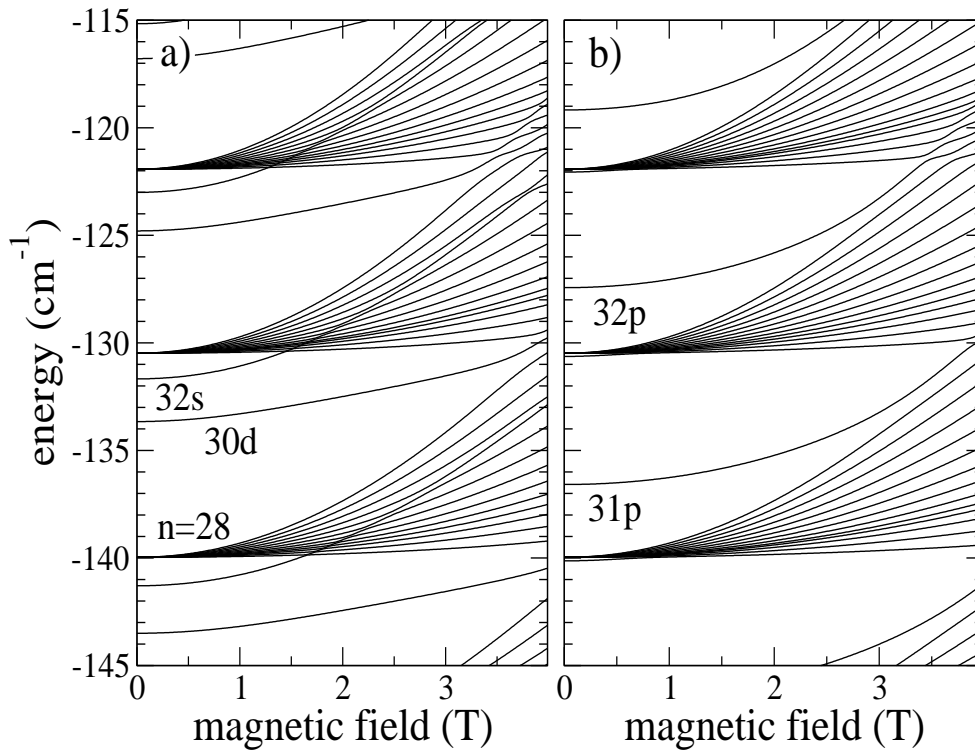 a)
b)
-115
-120
-125
-130
-135
-140
-145
energy (cm⁻¹)
32s
30d
n=28
32p
31p
0 1 2 3
0 1 2 3
magnetic field (T)
magnetic field (T)